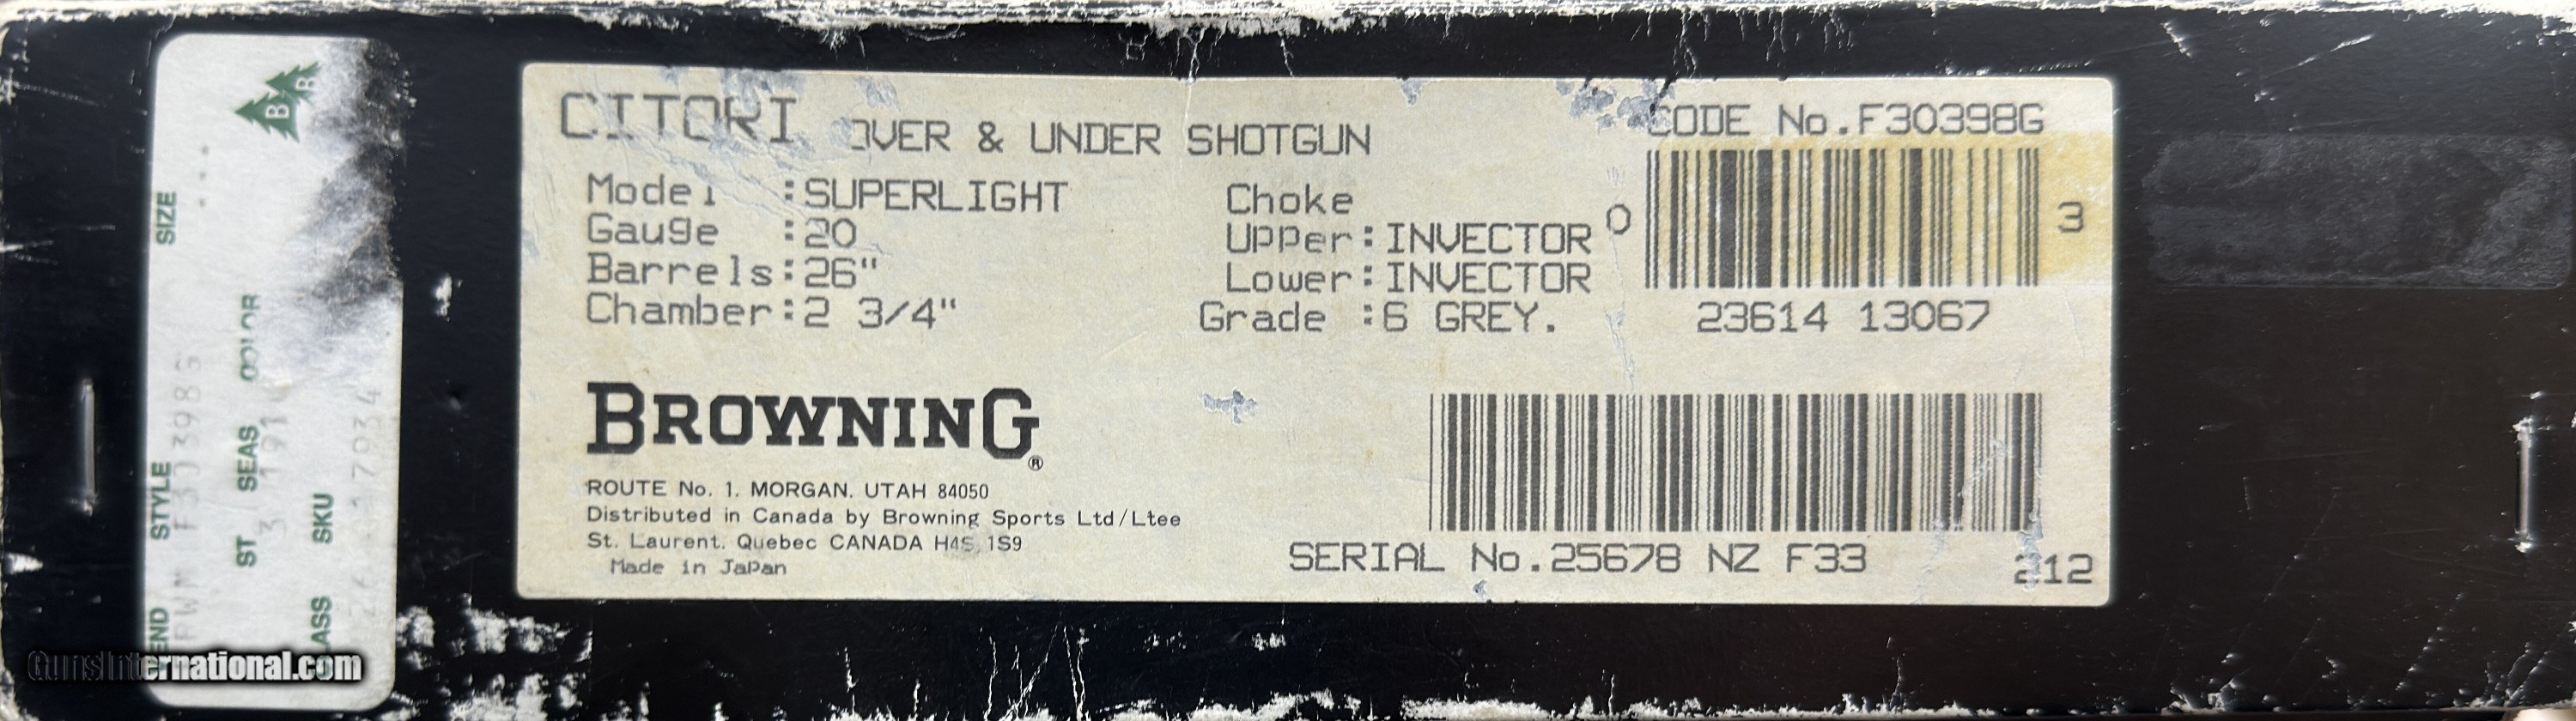 CITORI OVER & UNDER SHOTGUN
Model :SUPERLIGHT
Gauge :20
Barrels:26"
Chamber:2 3/4"
Choke
Upper:INVECTOR
Lower:INVECTOR
Grade :6 GREY.
CODE No.F30398G
0 3
23614 13067
BROWNING®
ROUTE No. 1. MORGAN. UTAH 84050
Distributed in Canada by Browning Sports Ltd/Ltee
St. Laurent. Quebec CANADA H4S 1S9
Made in Japan
SERIAL No.25678 NZ F33
212
BB
STYLE SIZE
F30398G
ST SEAS COLOR
SKU
17934
GunsInternational.com